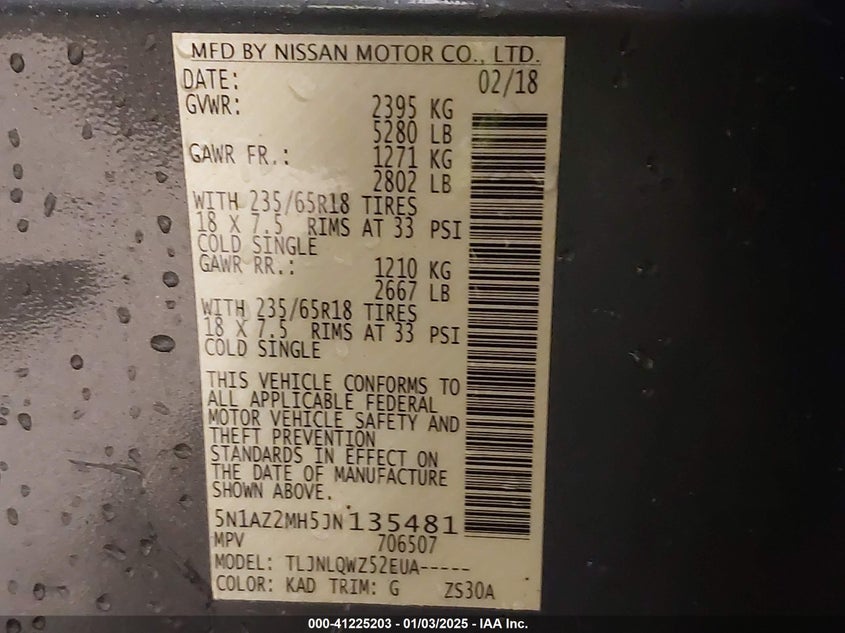 MFD BY NISSAN MOTOR CO., LTD.
DATE: 02/18
GVWR: 2395 KG
5280 LB
GAWR FR.: 1271 KG
2802 LB
WITH 235/65R18 TIRES
18 X 7.5 RIMS AT 33 PSI
COLD SINGLE
GAWR RR.: 1210 KG
2667 LB
WITH 235/65R18 TIRES
18 X 7.5 RIMS AT 33 PSI
COLD SINGLE
THIS VEHICLE CONFORMS TO
ALL APPLICABLE FEDERAL
MOTOR VEHICLE SAFETY AND
THEFT PREVENTION
STANDARDS IN EFFECT ON
THE DATE OF MANUFACTURE
SHOWN ABOVE.
5N1AZ2MH5JN135481
MPV 706507
MODEL: TLJNLQWZ52EUA-----
COLOR: KAD TRIM: G ZS30A
000-41225203 - 01/03/2025 - IAA Inc.